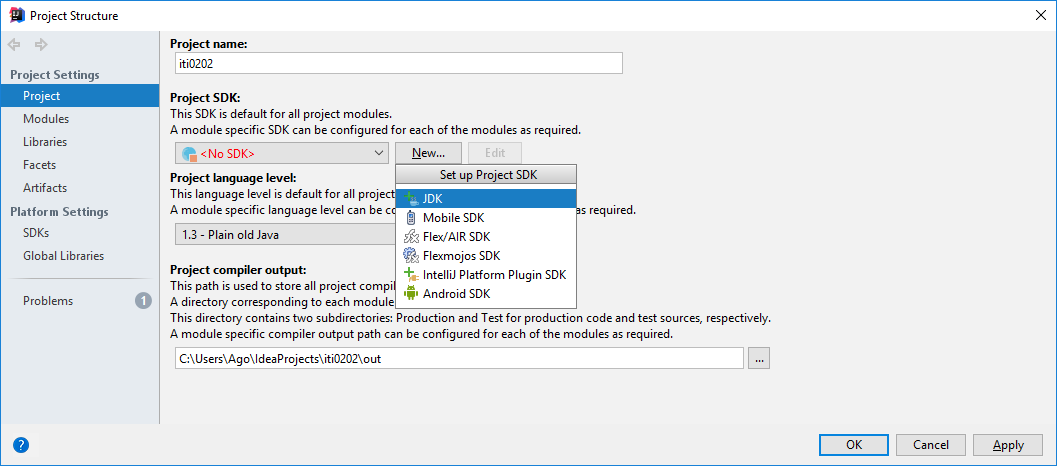 Project Structure
Project Settings
Project
Modules
Libraries
Facets
Artifacts
Platform Settings
SDKs
Global Libraries
Problems
1
Project name:
iti0202
Project SDK:
This SDK is default for all project modules.
A module specific SDK can be configured for each of the modules as required.
<No SDK>
New...
Edit
Set up Project SDK
JDK
Mobile SDK
Flex/AIR SDK
Flexmojos SDK
IntelliJ Platform Plugin SDK
Android SDK
Project language level:
This language level is default for all project
A module specific language level can be co
as required.
1.3 - Plain old Java
Project compiler output:
This path is used to store all project compil
A directory corresponding to each module
This directory contains two subdirectories: Production and Test for production code and test sources, respectively.
A module specific compiler output path can be configured for each of the modules as required.
C:\Users\Ago\IdeaProjects\iti0202\out
...
?
OK
Cancel
Apply